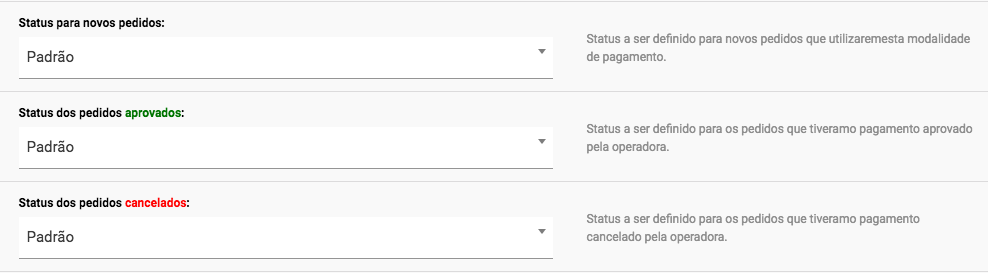 Status para novos pedidos:
Padrão
Status a ser definido para novos pedidos que utilizaremesta modalidade
de pagamento.
Status dos pedidos aprovados:
Padrão
Status a ser definido para os pedidos que tiveramo pagamento aprovado
pela operadora.
Status dos pedidos cancelados:
Padrão
Status a ser definido para os pedidos que tiveramo pagamento
cancelado pela operadora.